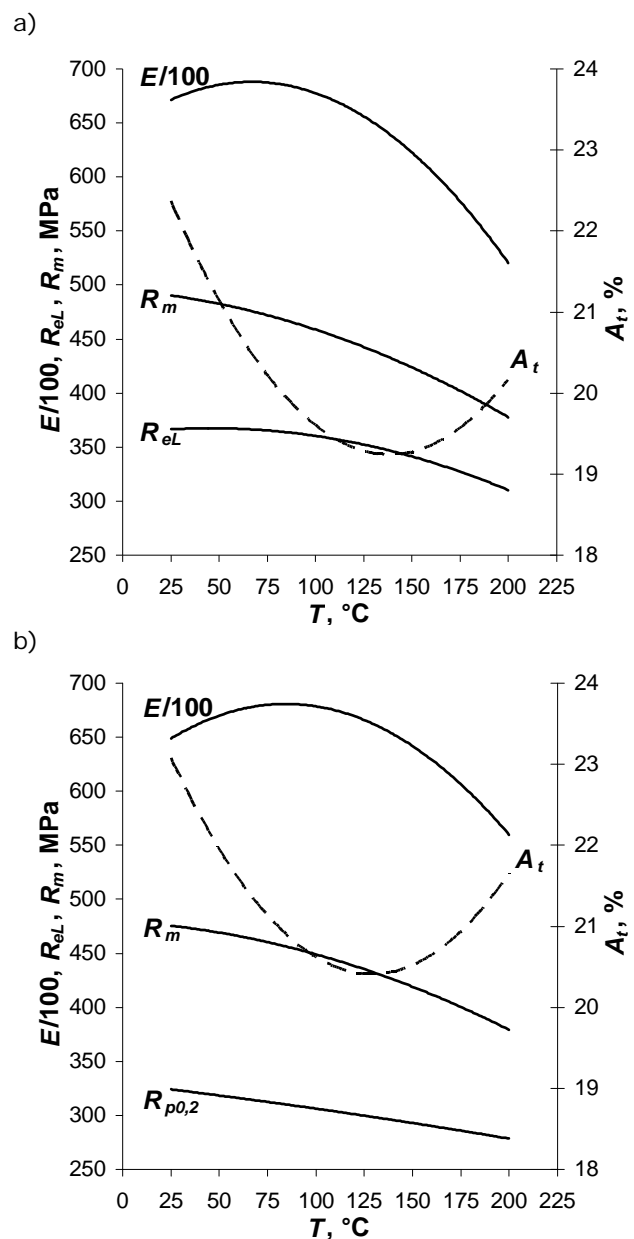 a)
700
650
600
550
500
450
400
350
300
250
E/100, R_eL, R_m, MPa
E/100
R_m
R_eL
A_t
24
23
22
21
20
19
18
A_t, %
0 25 50 75 100 125 150 175 200 225
T, °C
b)
700
650
600
550
500
450
400
350
300
250
E/100, R_eL, R_m, MPa
E/100
R_m
R_p0,2
A_t
24
23
22
21
20
19
18
A_t, %
0 25 50 75 100 125 150 175 200 225
T, °C